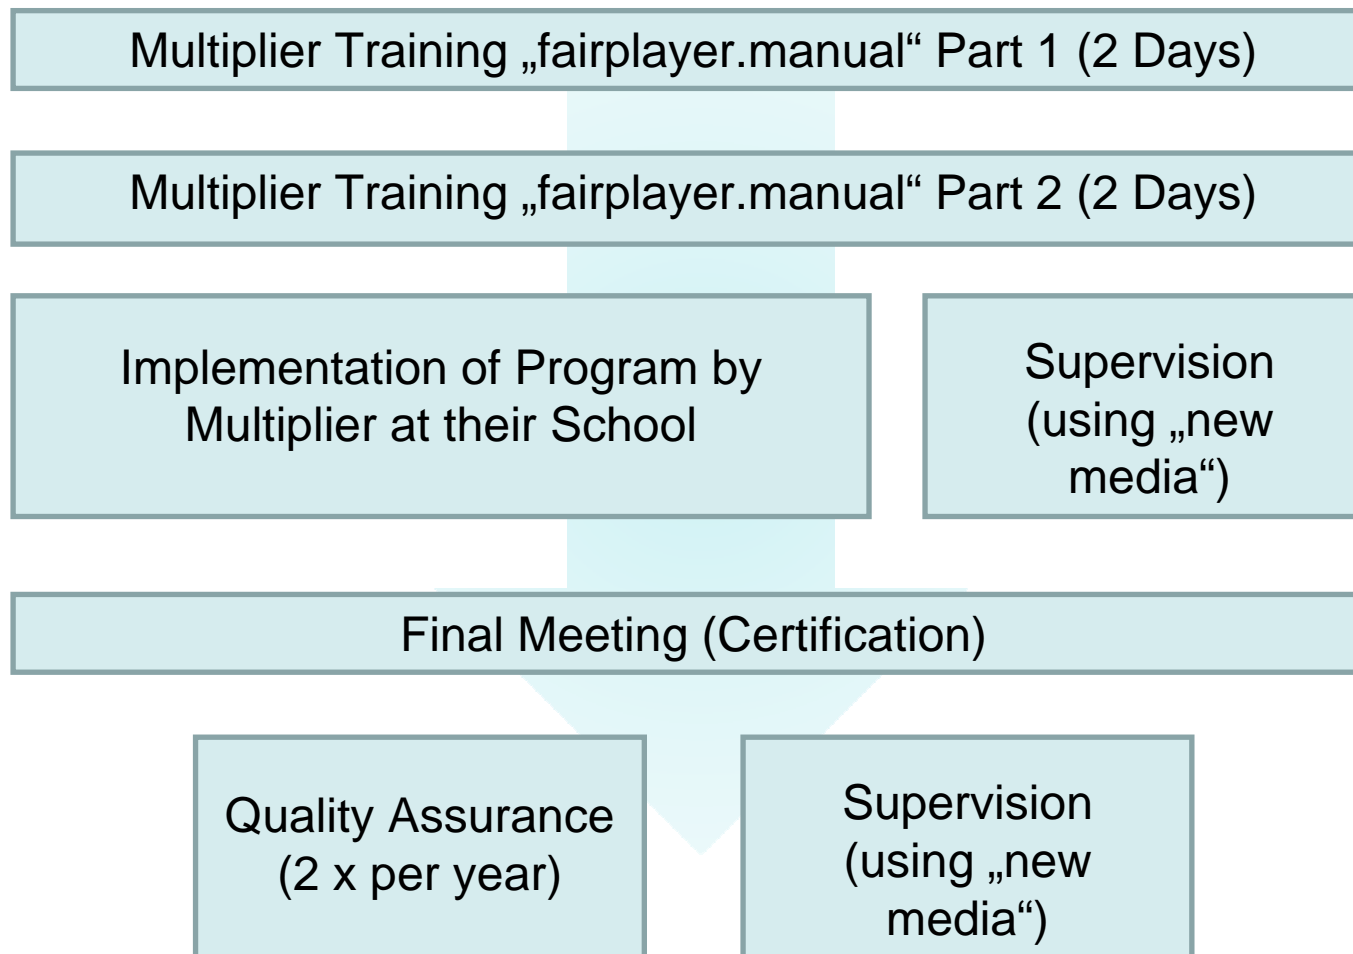 Multiplier Training „fairplayer.manual“ Part 1 (2 Days)
Multiplier Training „fairplayer.manual“ Part 2 (2 Days)
Implementation of Program by
Multiplier at their School
Supervision
(using „new
media“)
Final Meeting (Certification)
Quality Assurance
(2 x per year)
Supervision
(using „new
media“)